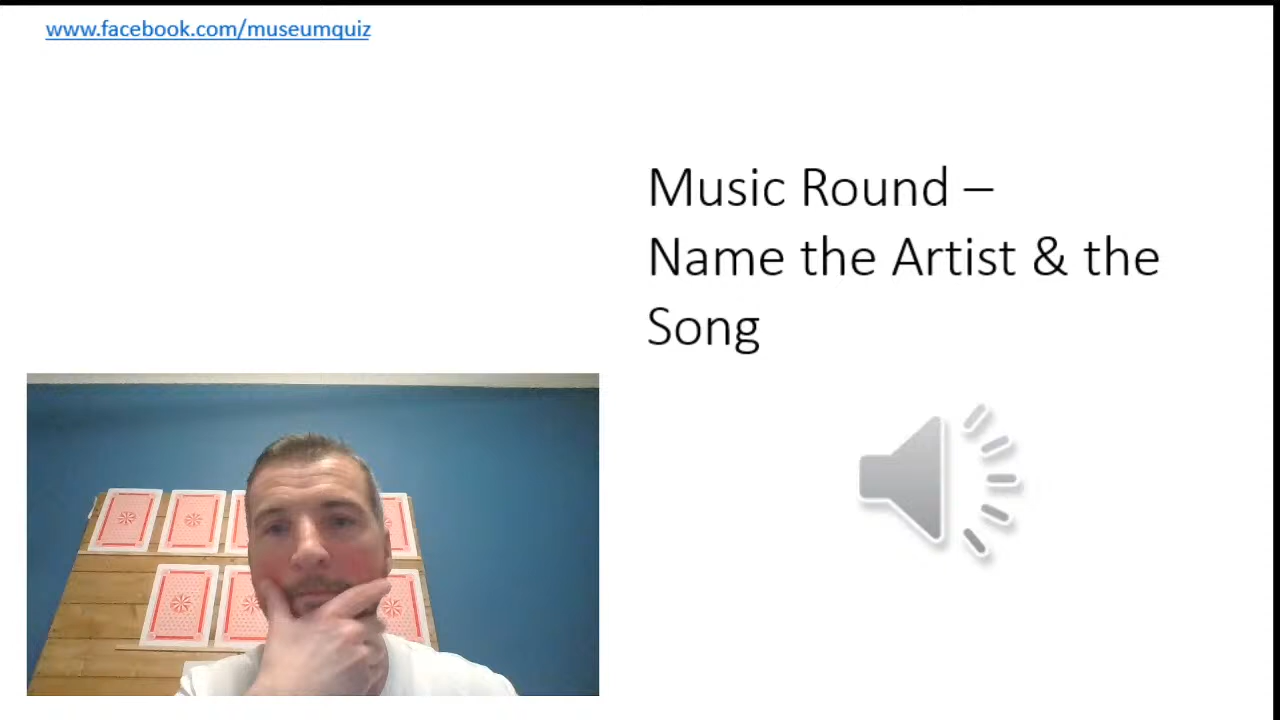 www.facebook.com/museumquiz
Music Round –
Name the Artist & the
Song